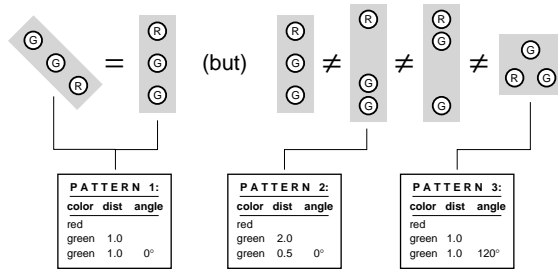 G
G
R
=
R
G
G
(but)
R
G
G
≠
R
G
G
≠
R
G
G
≠
G
R G
PATTERN 1:
color dist angle
red
green 1.0
green 1.0 0°
PATTERN 2:
color dist angle
red
green 2.0
green 0.5 0°
PATTERN 3:
color dist angle
red
green 1.0
green 1.0 120°